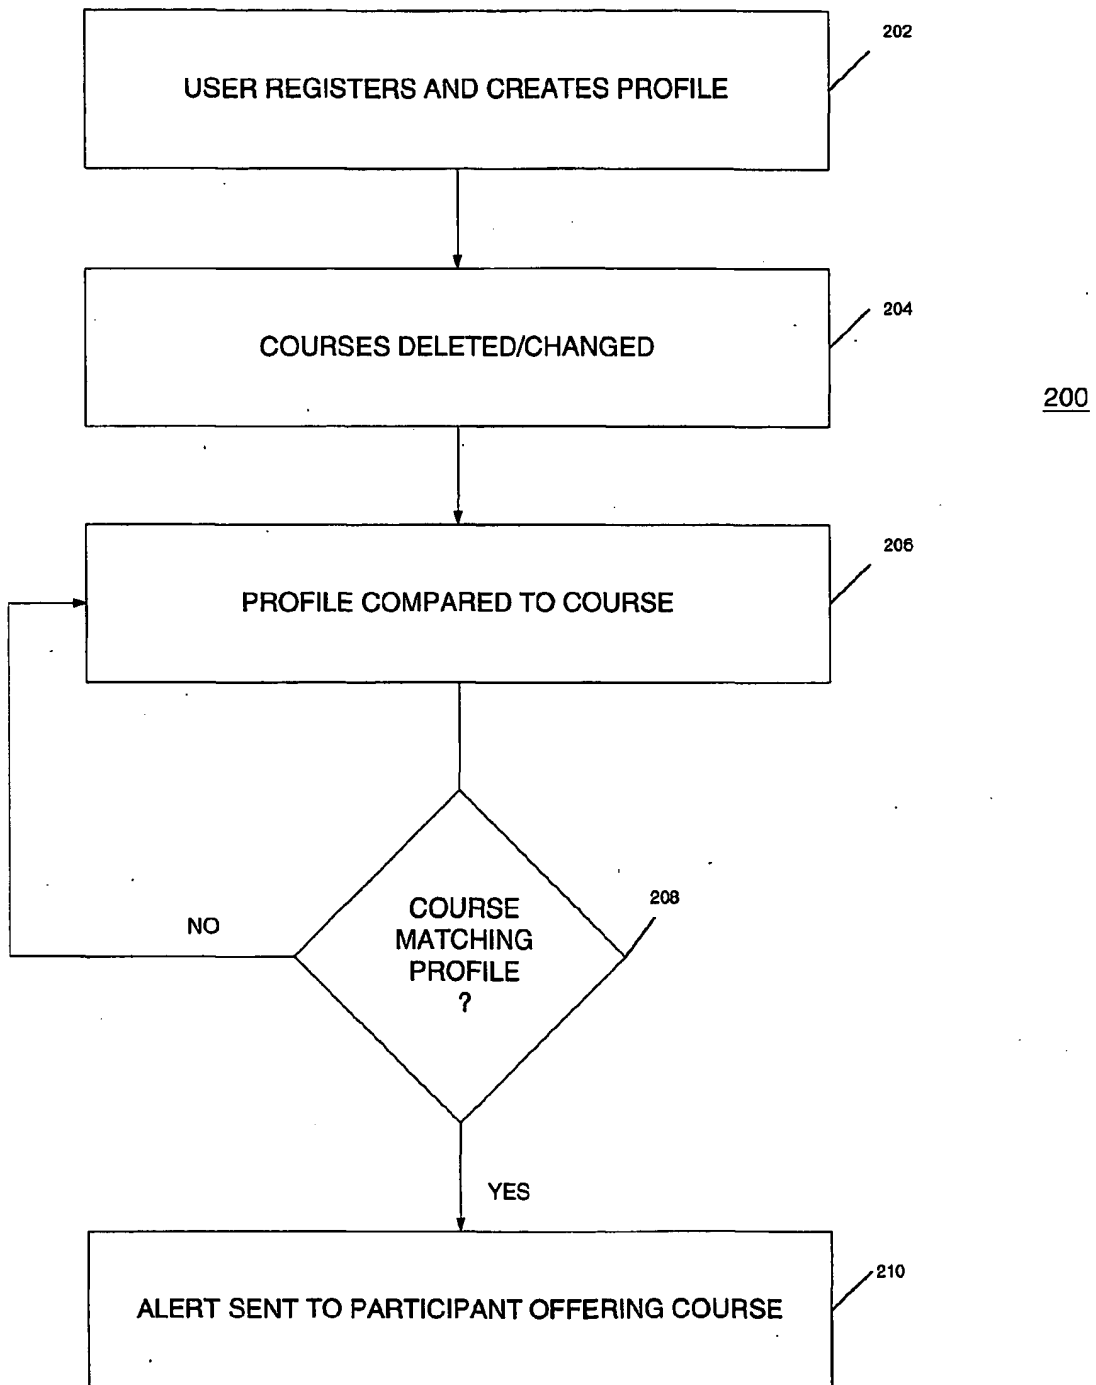 202
USER REGISTERS AND CREATES PROFILE
204
COURSES DELETED/CHANGED
200
206
PROFILE COMPARED TO COURSE
208
COURSE
MATCHING
PROFILE
?
NO
YES
210
ALERT SENT TO PARTICIPANT OFFERING COURSE